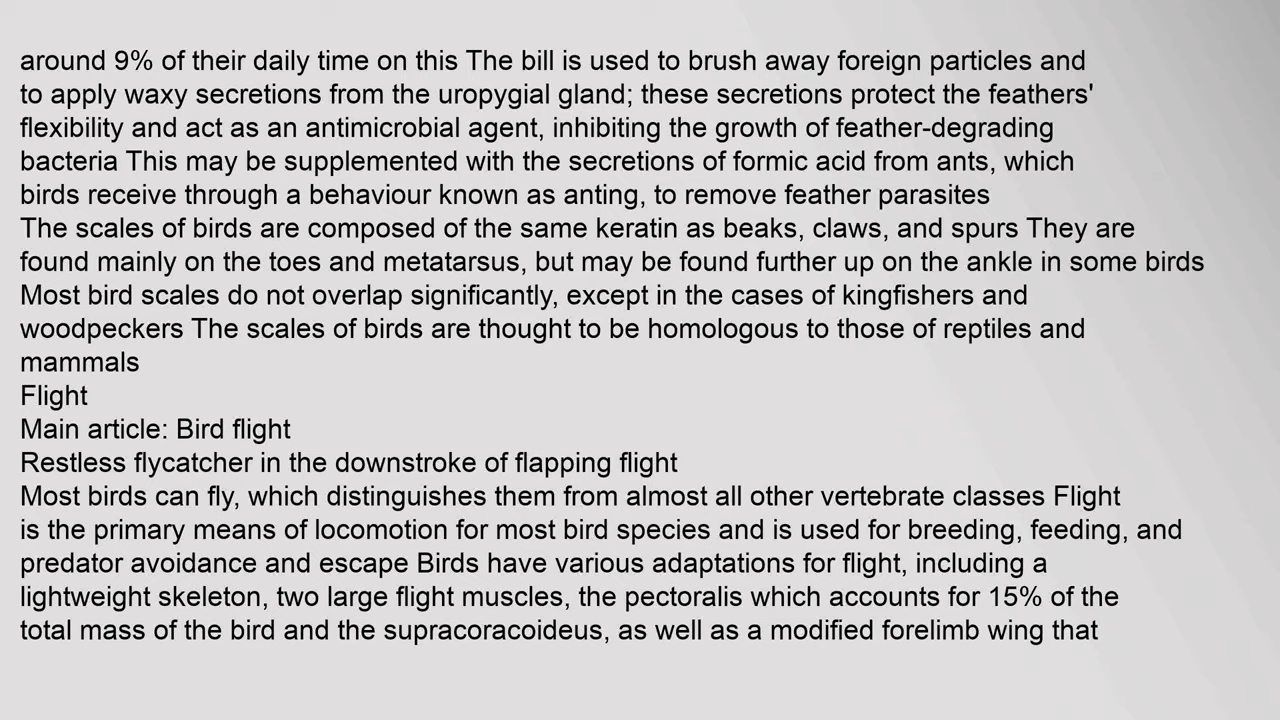 around 9% of their daily time on this The bill is used to brush away foreign particles and
to apply waxy secretions from the uropygial gland; these secretions protect the feathers'
flexibility and act as an antimicrobial agent, inhibiting the growth of feather-degrading
bacteria This may be supplemented with the secretions of formic acid from ants, which
birds receive through a behaviour known as anting, to remove feather parasites
The scales of birds are composed of the same keratin as beaks, claws, and spurs They are
found mainly on the toes and metatarsus, but may be found further up on the ankle in some birds
Most bird scales do not overlap significantly, except in the cases of kingfishers and
woodpeckers The scales of birds are thought to be homologous to those of reptiles and
mammals
Flight
Main article: Bird flight
Restless flycatcher in the downstroke of flapping flight
Most birds can fly, which distinguishes them from almost all other vertebrate classes Flight
is the primary means of locomotion for most bird species and is used for breeding, feeding, and
predator avoidance and escape Birds have various adaptations for flight, including a
lightweight skeleton, two large flight muscles, the pectoralis which accounts for 15% of the
total mass of the bird and the supracoracoideus, as well as a modified forelimb wing that